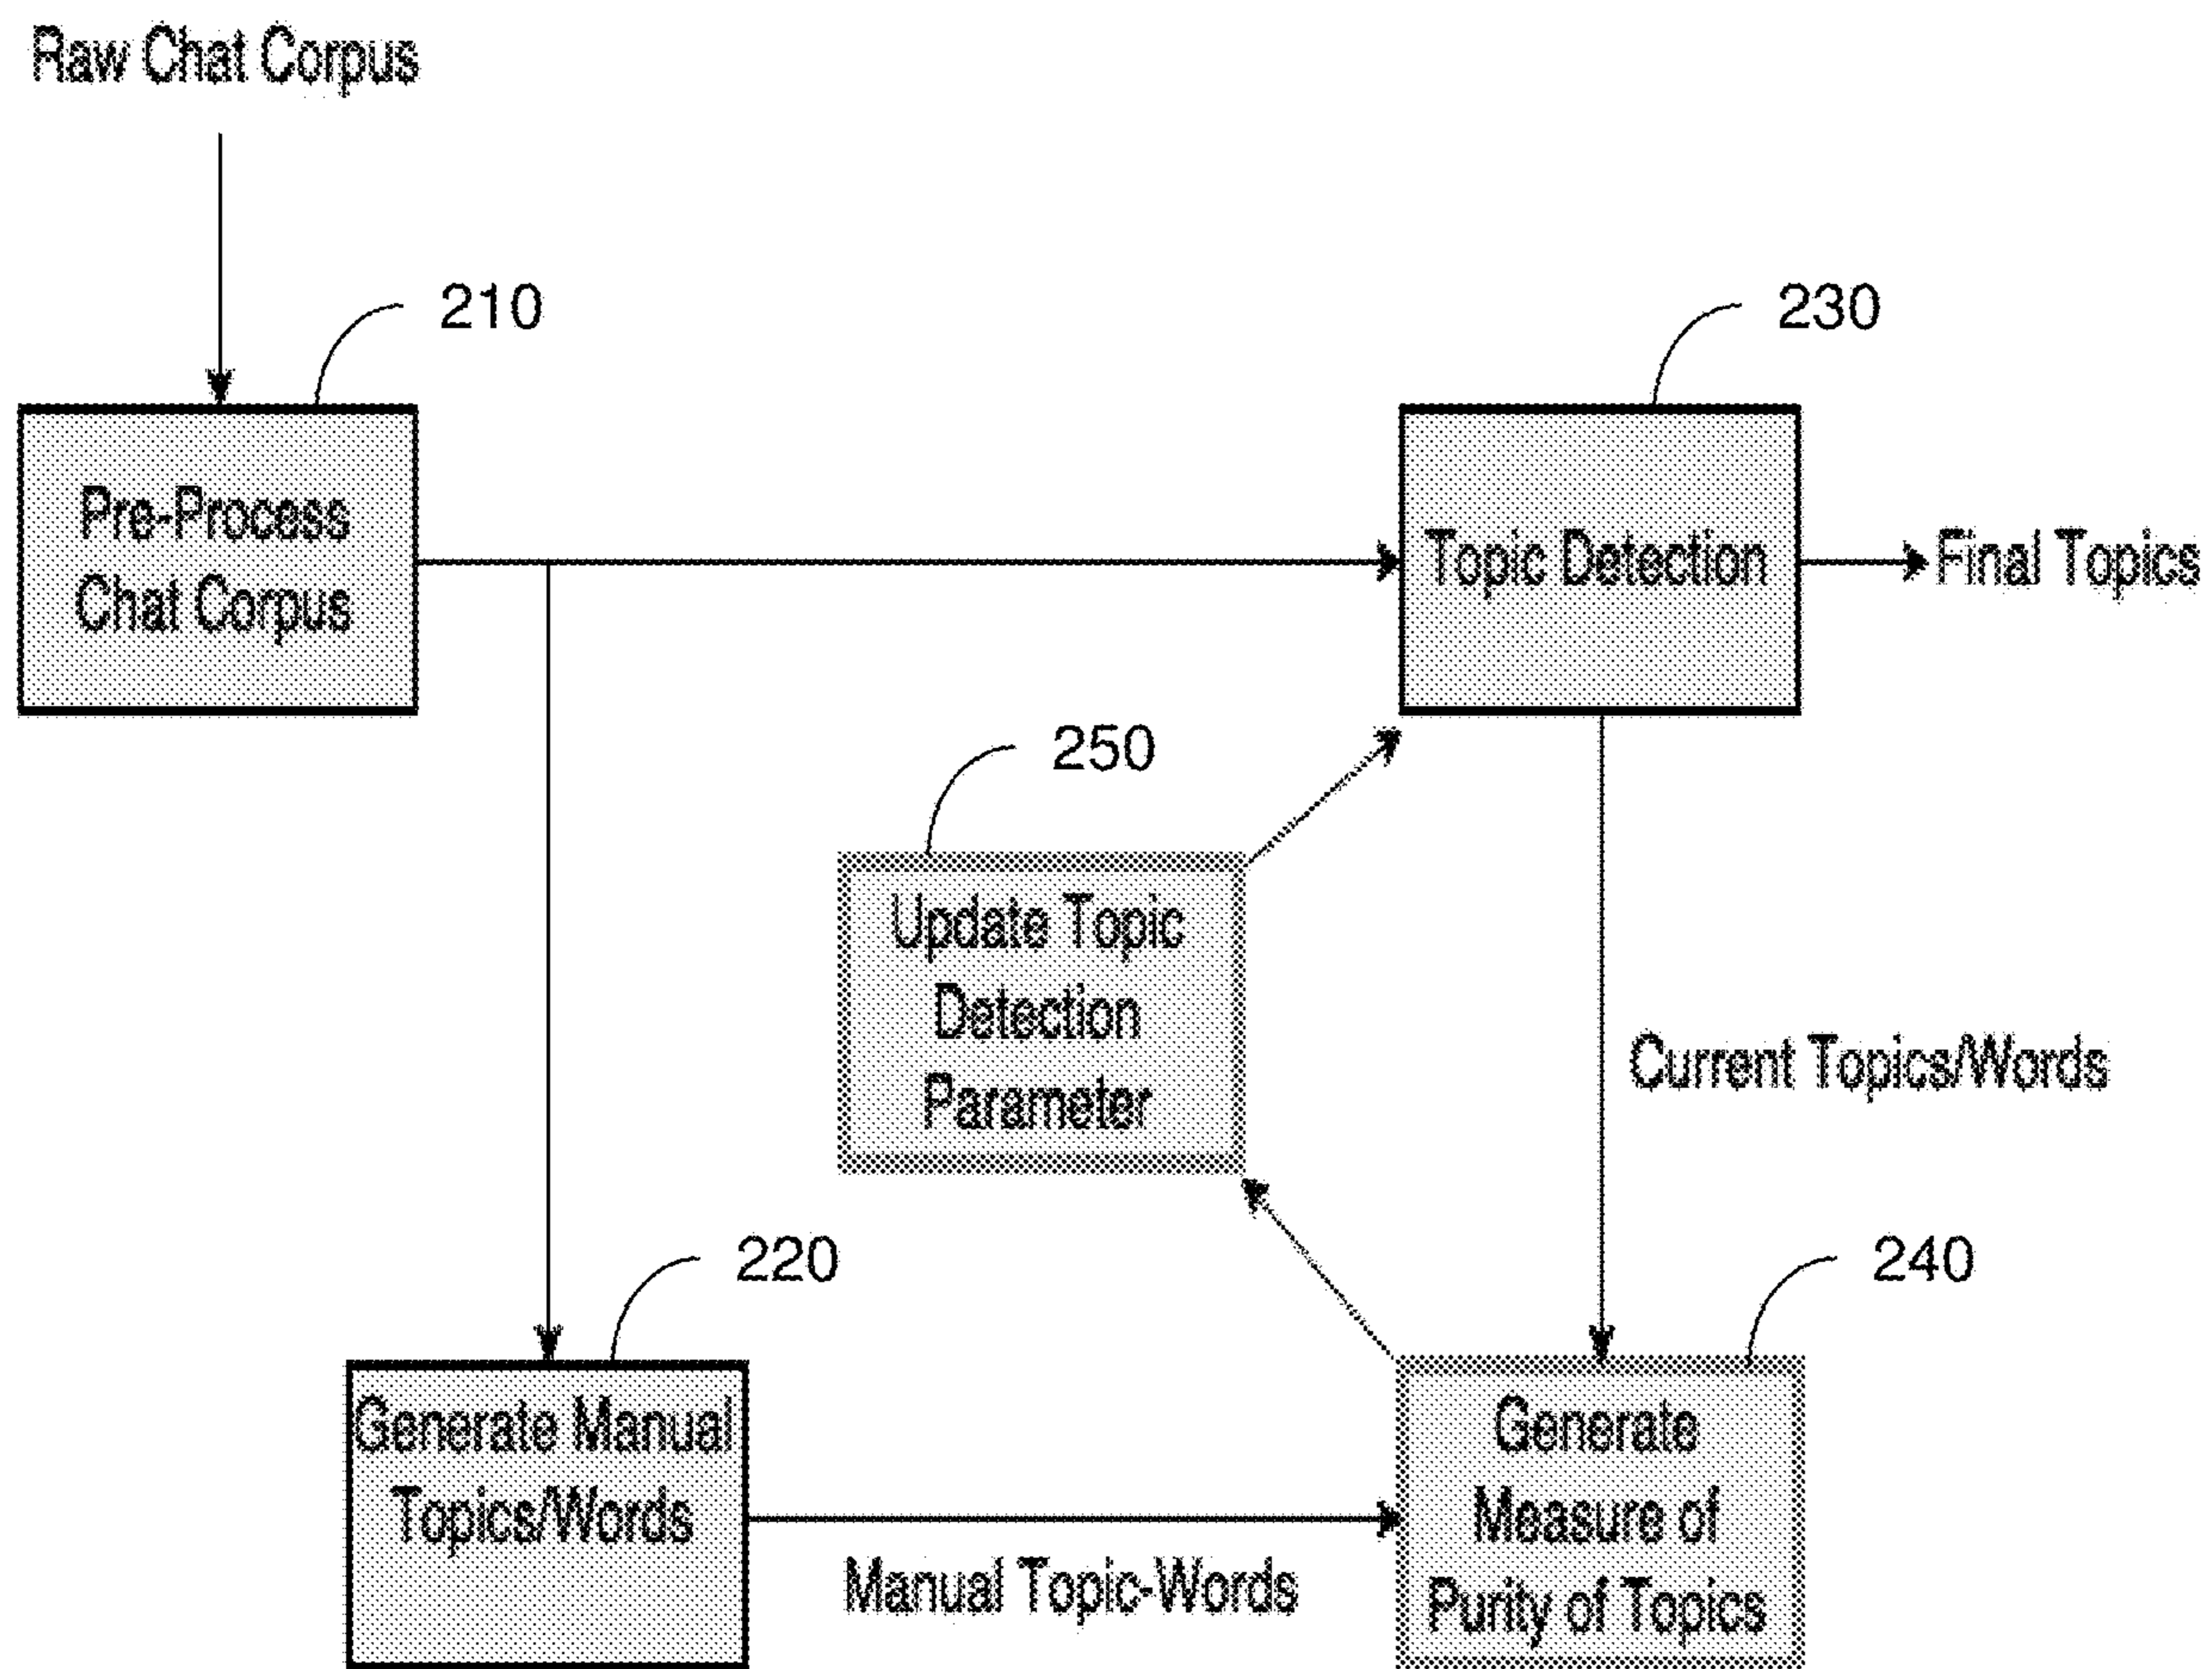 Raw Chat Corpus
210
230
Pre-Process
Chat Corpus
Topic Detection
Final Topics
250
Update Topic
Detection
Parameter
Current Topics/Words
220
240
Generate Manual
Topics/Words
Manual Topic-Words
Generate
Measure of
Purity of Topics